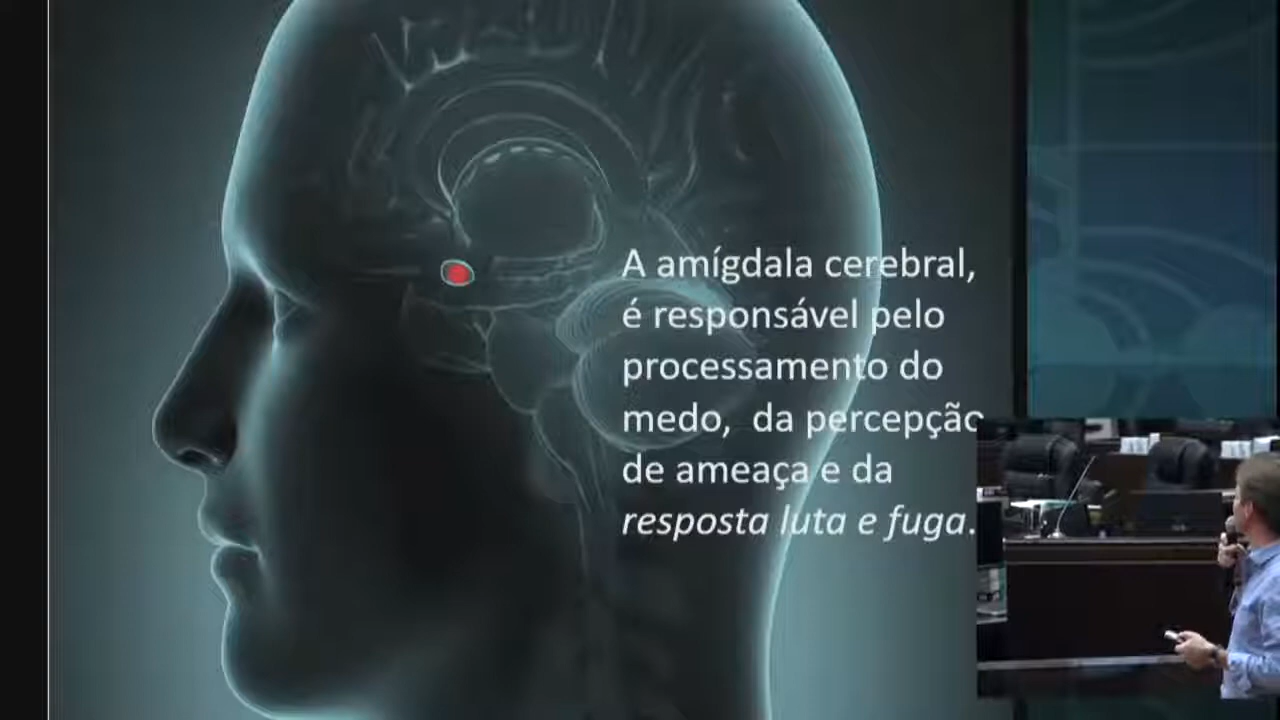 A amígdala cerebral,
é responsável pelo
processamento do
medo,  da percepção
de ameaça e da
resposta luta e fuga.